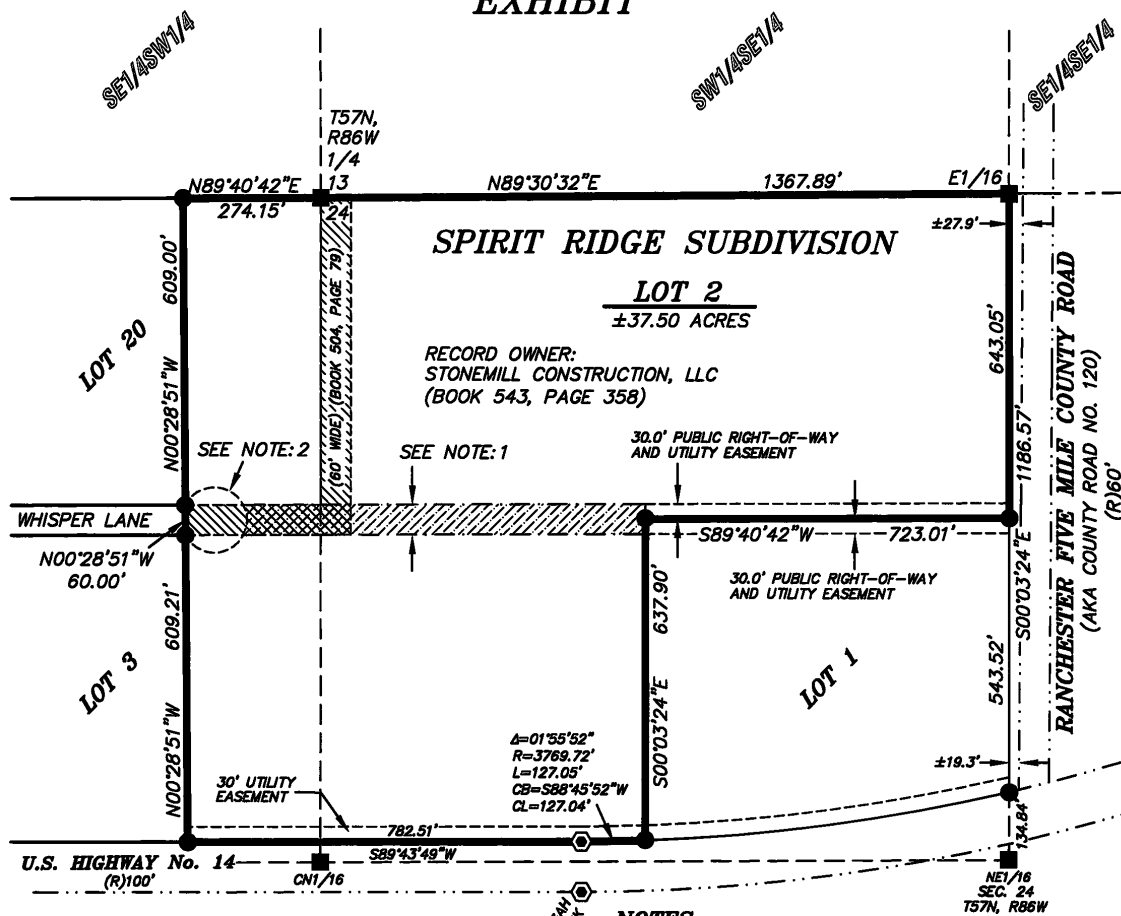 EXHIBIT
SE1/4SW1/4
SW1/4SE1/4
SE1/4SE1/4
T57N,
R86W
1/4
13
24
N89°40'42"E
274.15'
N89°30'32"E
1367.89'
E1/16
±27.9'
SPIRIT RIDGE SUBDIVISION
LOT 2
±37.50 ACRES
RECORD OWNER:
STONEMILL CONSTRUCTION, LLC
(BOOK 543, PAGE 358)
609.00'
N00°28'51"W
LOT 20
(60' WIDE)(BOOK 504, PAGE 79)
643.05'
1186.57'
S00°03'24"E
RANCHESTER FIVE MILE COUNTY ROAD
(AKA COUNTY ROAD NO. 120)
(R)60'
SEE NOTE:2
SEE NOTE:1
30.0' PUBLIC RIGHT-OF-WAY
AND UTILITY EASEMENT
WHISPER LANE
N00°28'51"W
60.00'
S89°40'42"W
723.01'
30.0' PUBLIC RIGHT-OF-WAY
AND UTILITY EASEMENT
609.21'
N00°28'51"W
LOT 3
637.90'
S00°03'24"E
LOT 1
543.52'
Δ=01°55'52"
R=3769.72'
L=127.05'
CB=S88°45'52"W
CL=127.04'
±19.3'
30' UTILITY
EASEMENT
782.51'
S89°43'49"W
134.84'
U.S. HIGHWAY No. 14
(R)100'
CN1/16
NE1/16
SEC. 24
T57N, R86W
NOTES